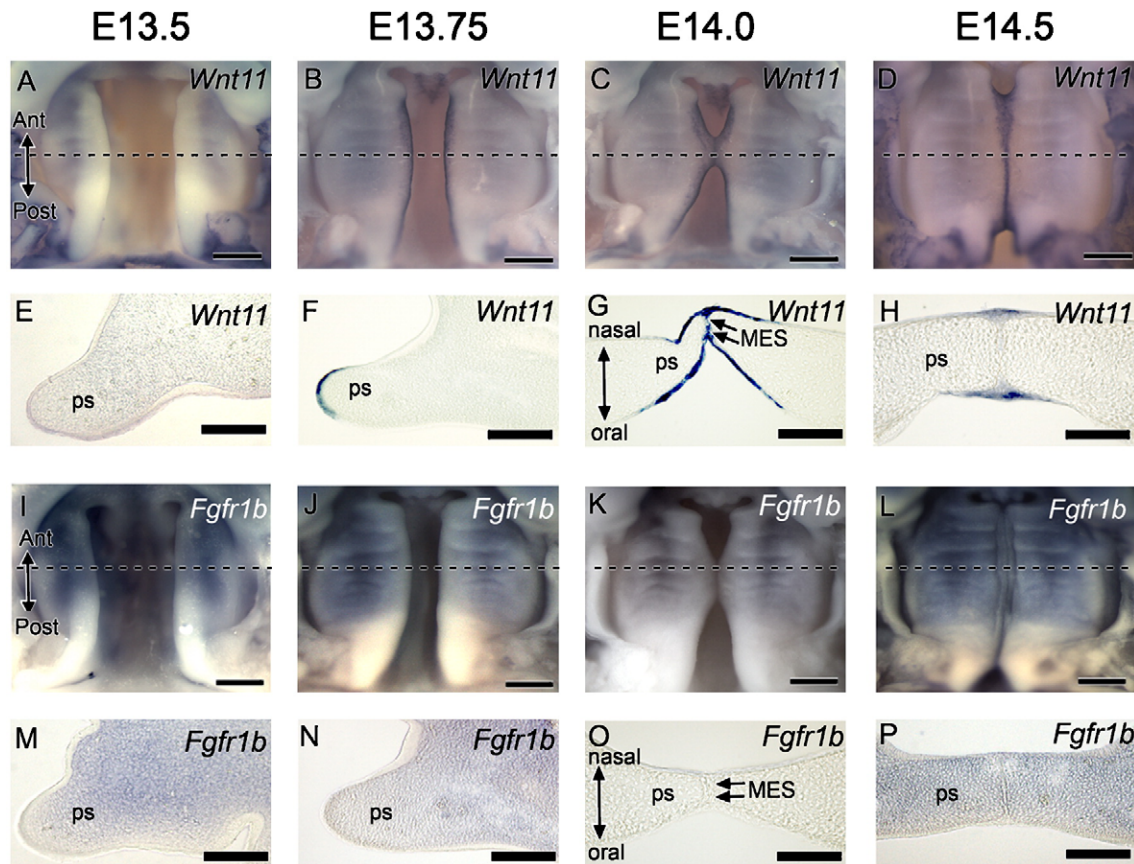 E13.5 E13.75 E14.0 E14.5
A Wnt11 B Wnt11 C Wnt11 D Wnt11
Ant
Post
E Wnt11 F Wnt11 G Wnt11 H Wnt11
nasal
MES
ps ps ps ps
oral
I Fgfr1b J Fgfr1b K Fgfr1b L Fgfr1b
Ant
Post
M Fgfr1b N Fgfr1b O Fgfr1b P Fgfr1b
nasal
ps ps ps MES ps
oral